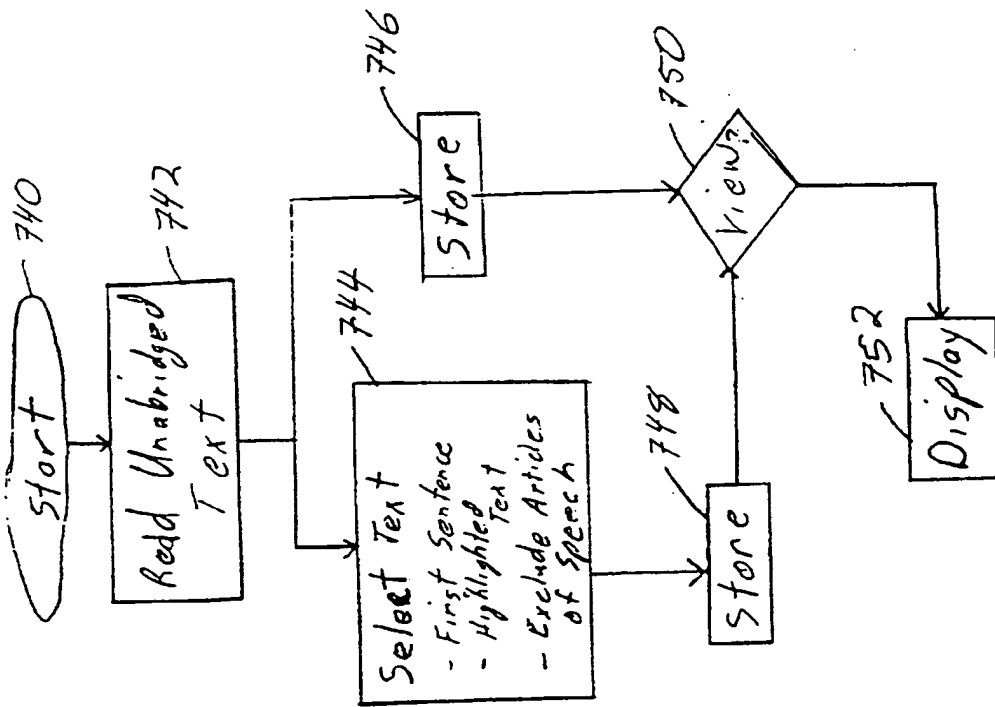 Start
740
Read Unabridged
Text
742
Select Text
- First Sentence
- Highlighted
Text
- Exclude Articles
of Speech
744
Store
746
Store
748
View?
750
Display
752